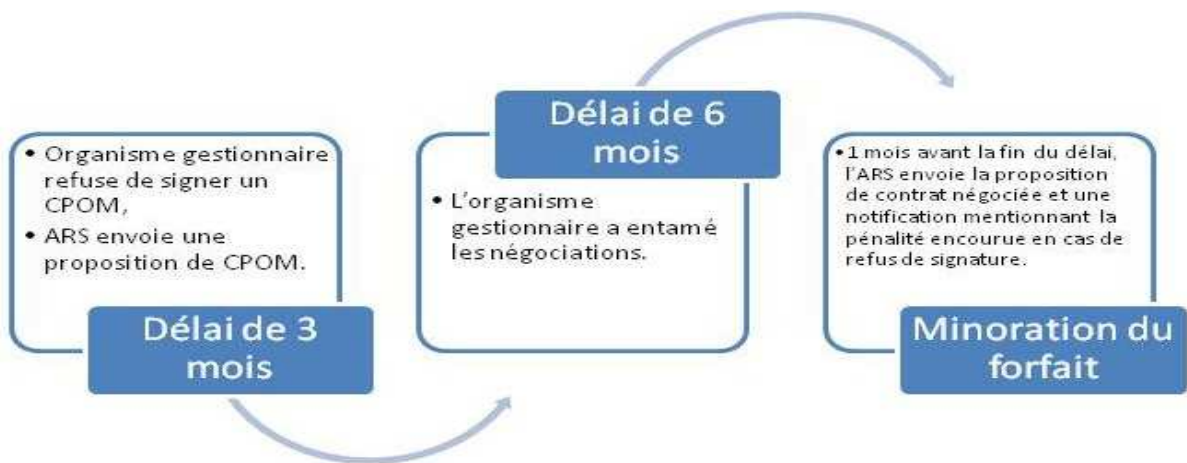 • Organisme gestionnaire
refuse de signer un
CPOM,
• ARS envoie une
proposition de CPOM.
Délai de 3
mois
Délai de 6
mois
• L'organisme
gestionnaire a entamé
les négociations.
•1 mois avant la fin du délai,
l'ARS envoie la proposition
de contrat négociée et une
notification mentionnant la
pénalité encourue en cas de
refus de signature.
Minoration du
forfait